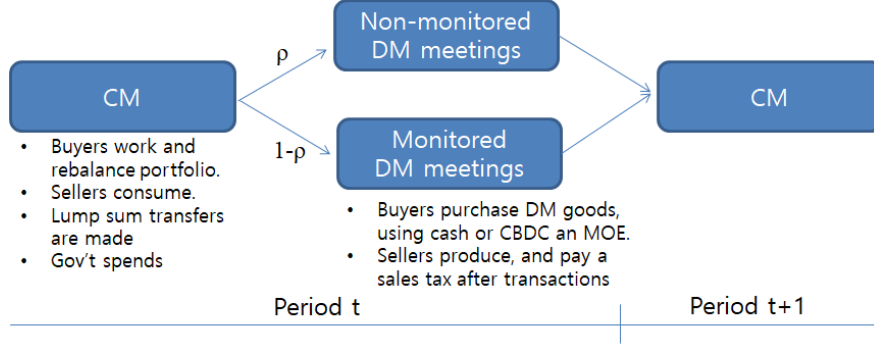 Non-monitored
DM meetings
ρ
CM
CM
1-ρ
Monitored
DM meetings
• Buyers work and
rebalance portfolio.
• Sellers consume.
• Lump sum transfers
are made
• Gov't spends
• Buyers purchase DM goods,
using cash or CBDC an MOE.
• Sellers produce, and pay a
sales tax after transactions
Period t
Period t+1